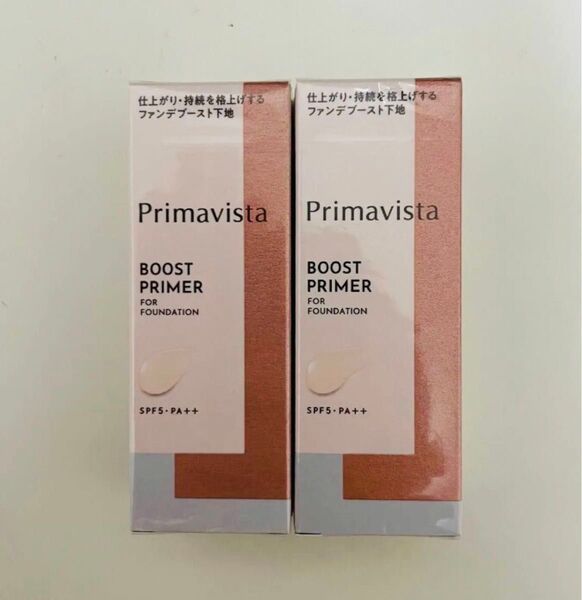 仕上がり・持続を格上げする
ファンデブースト下地
Primavista
BOOST
PRIMER
FOR
FOUNDATION
SPF5・PA++
仕上がり・持続を格上げする
ファンデブースト下地
Primavista
BOOST
PRIMER
FOR
FOUNDATION
SPF5・PA++